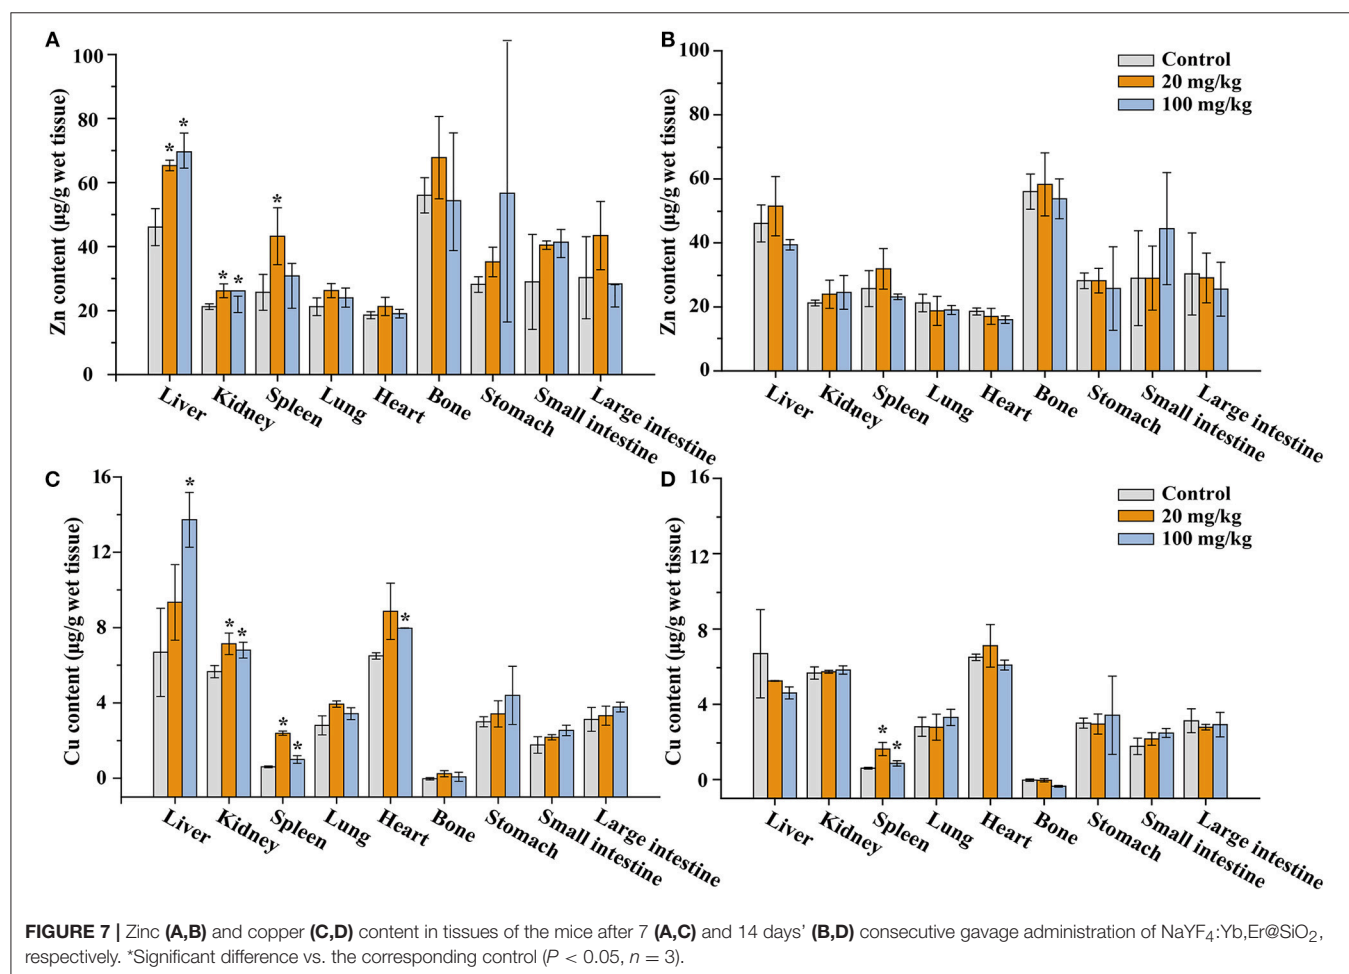 A
Zn content (µg/g wet tissue)
100
80
60
40
20
0
* * * * *
Liver
Kidney
Spleen
Lung
Heart
Bone
Stomach
Small intestine
Large intestine
B
Zn content (µg/g wet tissue)
100
80
60
40
20
0
Control
20 mg/kg
100 mg/kg
Liver
Kidney
Spleen
Lung
Heart
Bone
Stomach
Small intestine
Large intestine
C
Cu content (µg/g wet tissue)
16
12
8
4
0
* * * * * *
Liver
Kidney
Spleen
Lung
Heart
Bone
Stomach
Small intestine
Large intestine
D
Cu content (µg/g wet tissue)
16
12
8
4
0
Control
20 mg/kg
100 mg/kg
* *
Liver
Kidney
Spleen
Lung
Heart
Bone
Stomach
Small intestine
Large intestine
FIGURE 7 | Zinc (A,B) and copper (C,D) content in tissues of the mice after 7 (A,C) and 14 days' (B,D) consecutive gavage administration of NaYF₄:Yb,Er@SiO₂,
respectively. *Significant difference vs. the corresponding control (P < 0.05, n = 3).